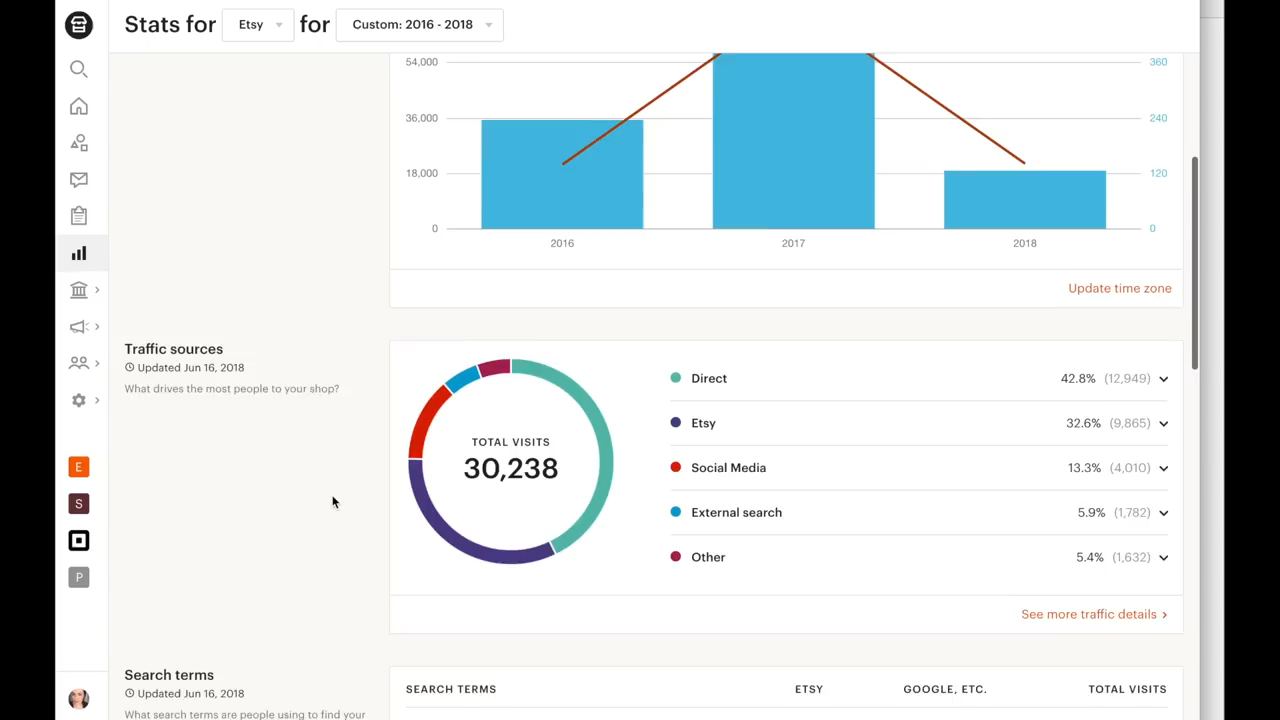 Stats for Etsy for Custom: 2016 - 2018
54,000 360
36,000 240
18,000 120
0 0
2016 2017 2018
Update time zone
Traffic sources
Updated Jun 16, 2018
What drives the most people to your shop?
TOTAL VISITS
30,238
Direct 42.8% (12,949)
Etsy 32.6% (9,865)
Social Media 13.3% (4,010)
External search 5.9% (1,782)
Other 5.4% (1,632)
See more traffic details
E
S
P
Search terms
Updated Jun 16, 2018
What search terms are people using to find your
SEARCH TERMS ETSY GOOGLE, ETC. TOTAL VISITS